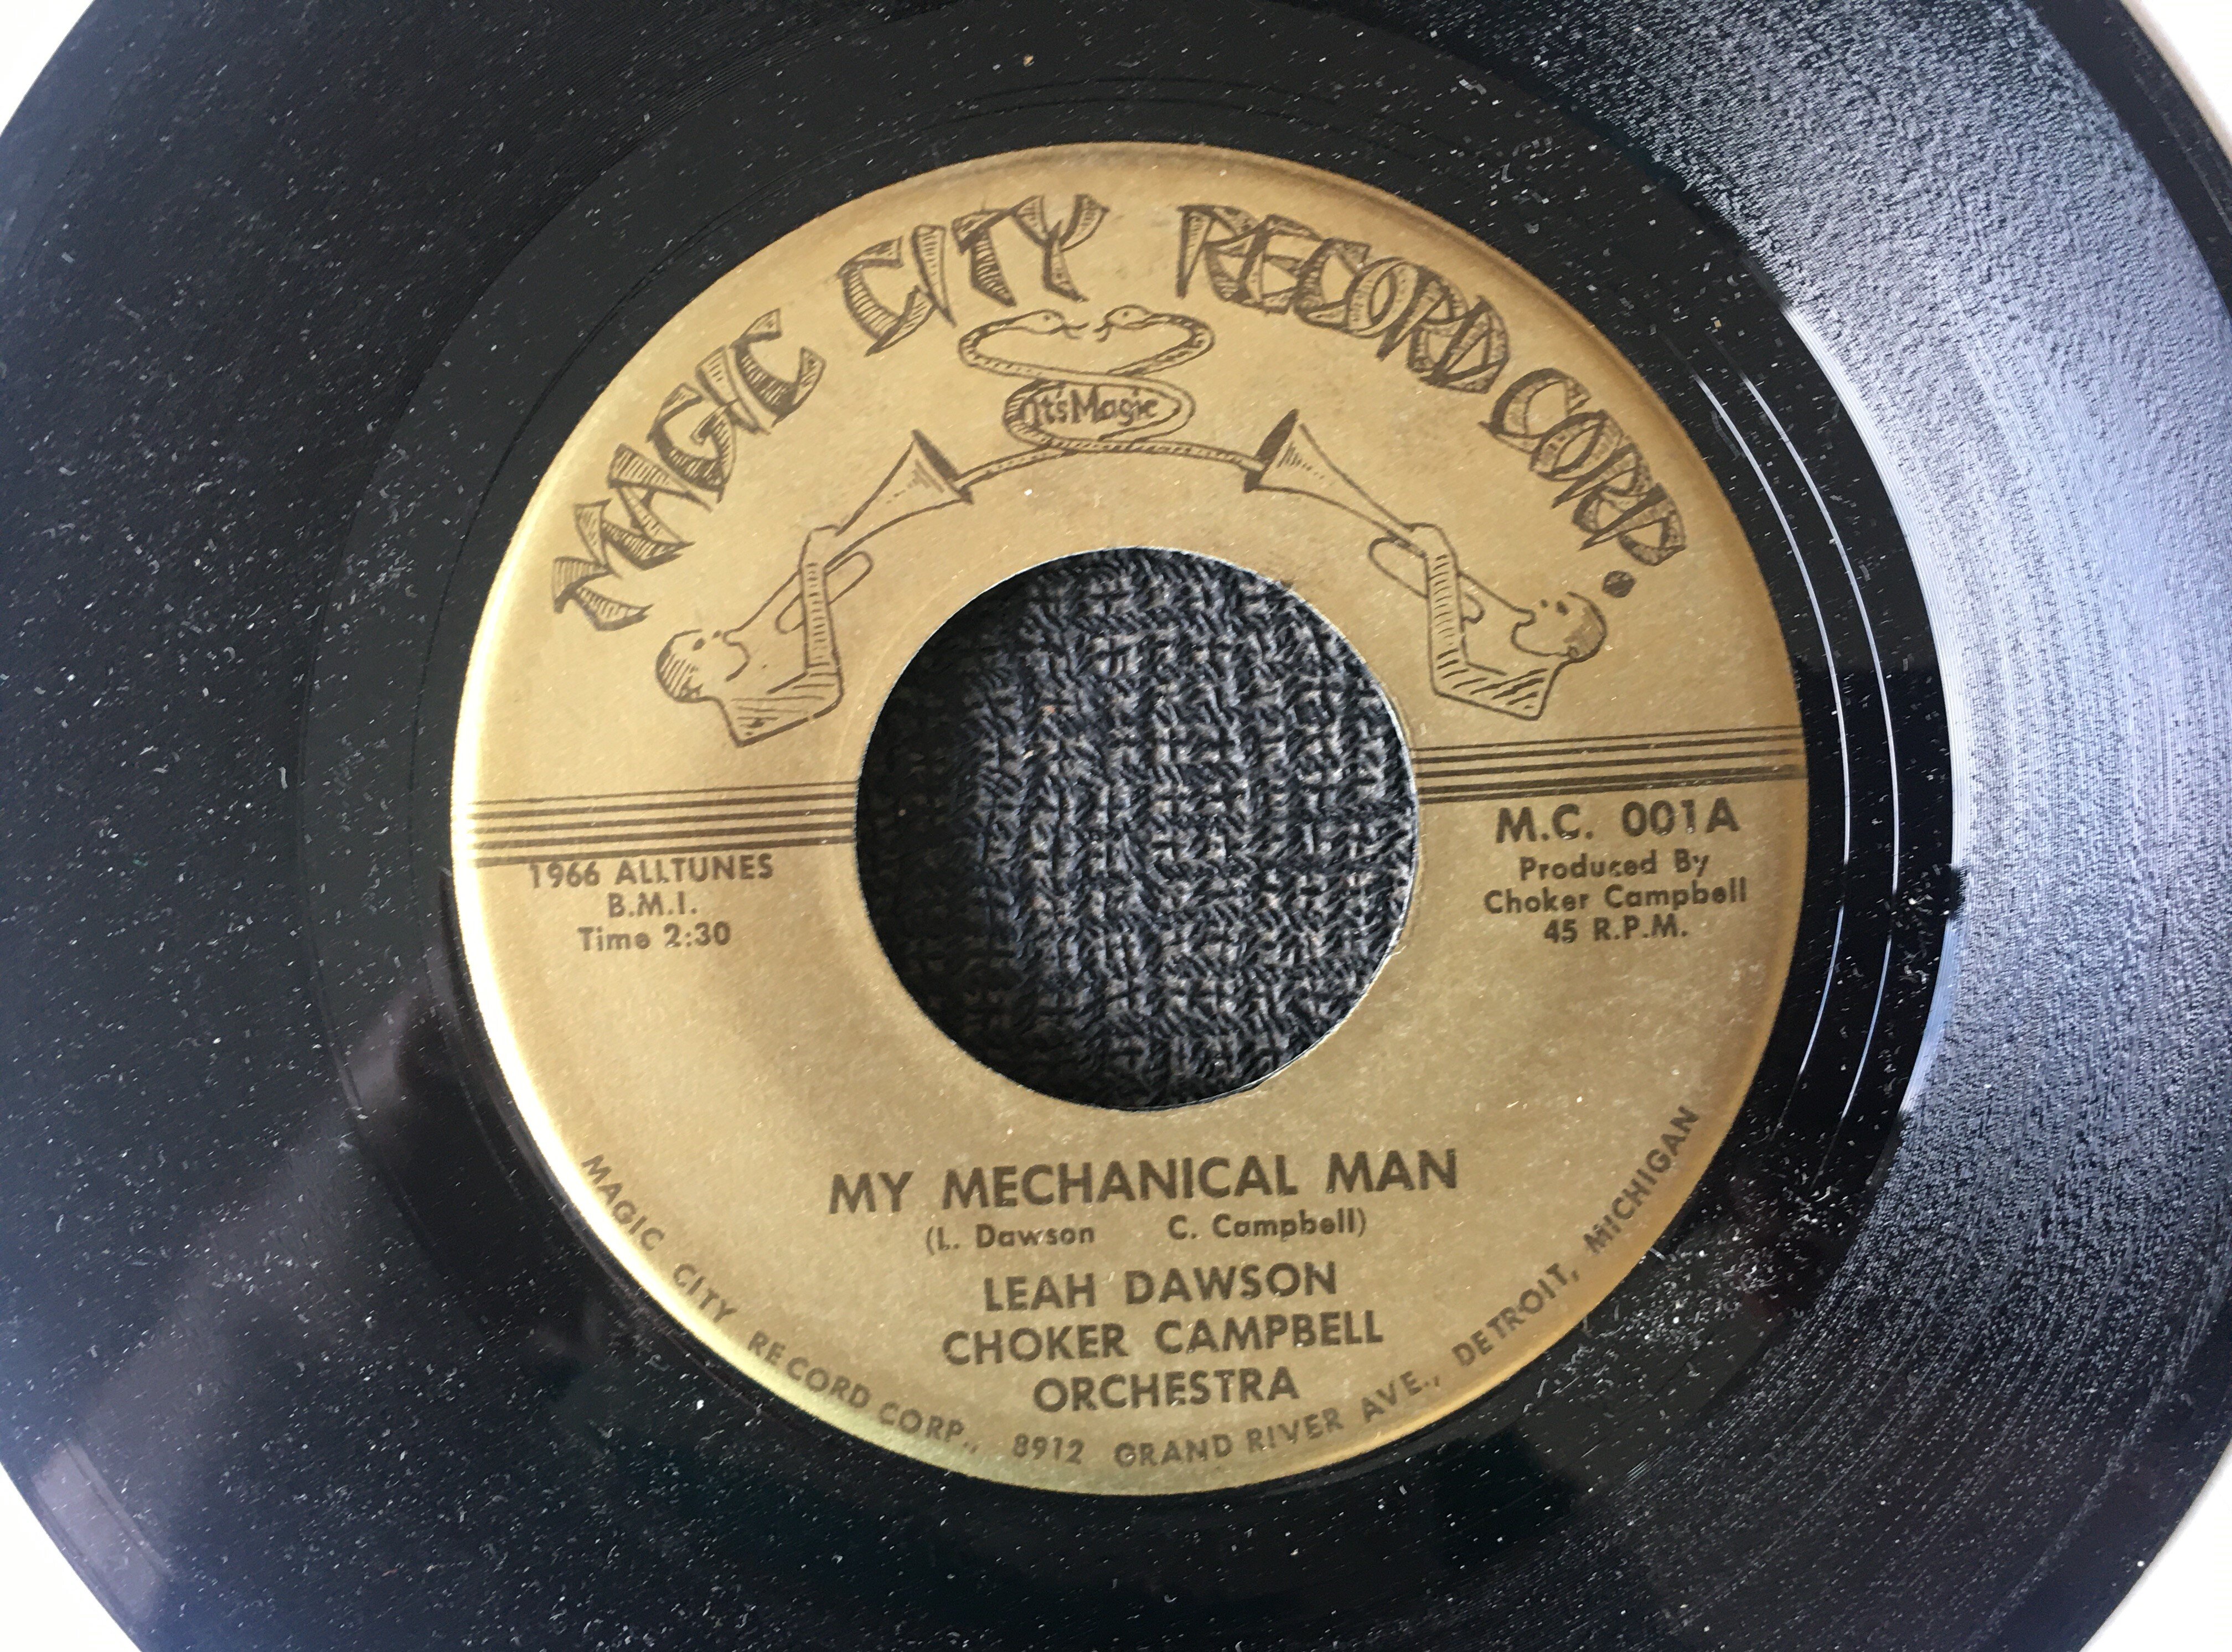 MAGIC CITY RECORD CORP.
It's Magic
1966 ALLTUNES
B.M.I.
Time 2:30
M.C. 001A
Produced By
Choker Campbell
45 R.P.M.
MY MECHANICAL MAN
(L. Dawson C. Campbell)
LEAH DAWSON
CHOKER CAMPBELL
ORCHESTRA
MAGIC CITY RECORD CORP., 8912 GRAND RIVER AVE., DETROIT, MICHIGAN